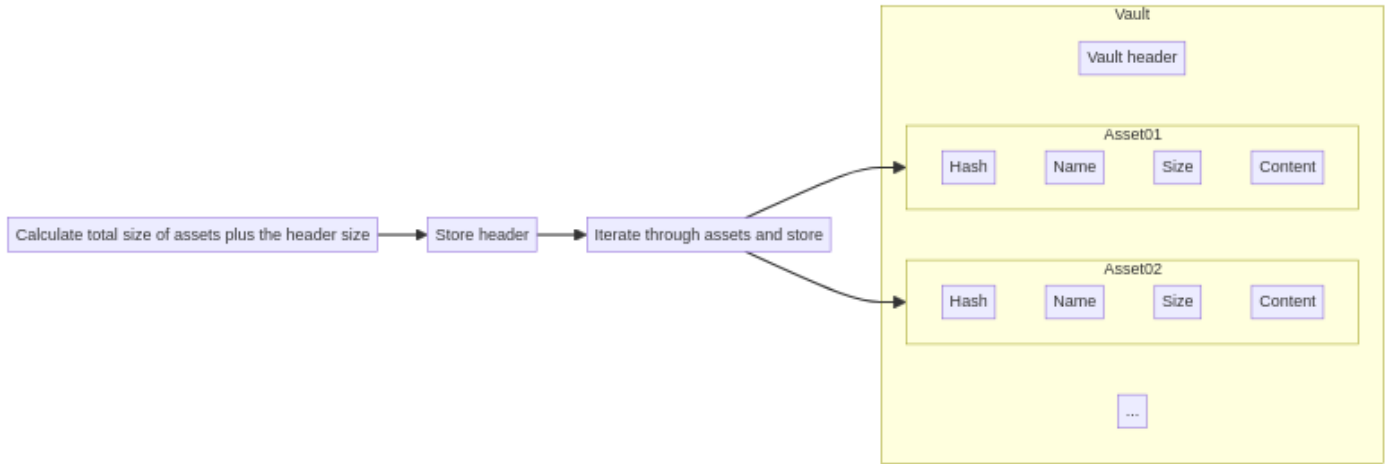 Vault
Vault header
Asset01
Hash Name Size Content
Calculate total size of assets plus the header size Store header Iterate through assets and store
Asset02
Hash Name Size Content
...